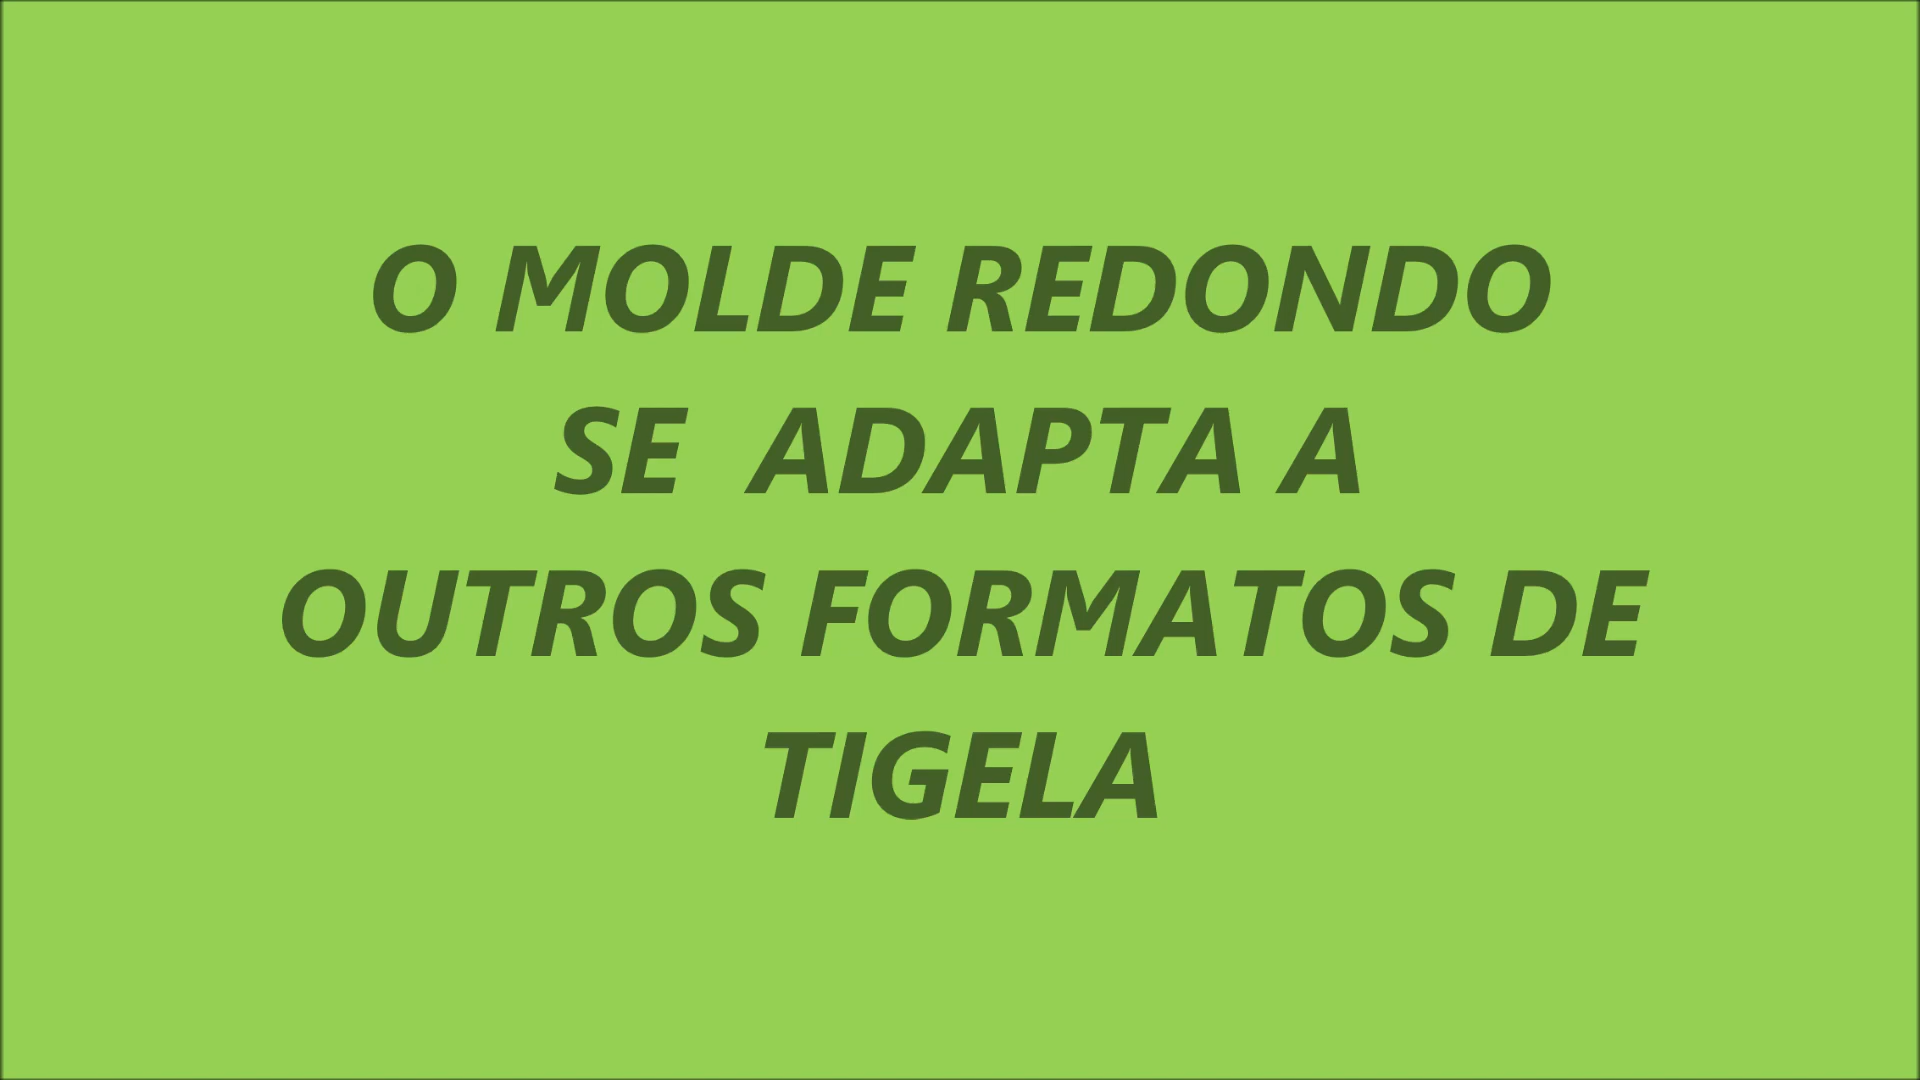 O MOLDE REDONDO
SE  ADAPTA A
OUTROS FORMATOS DE
TIGELA